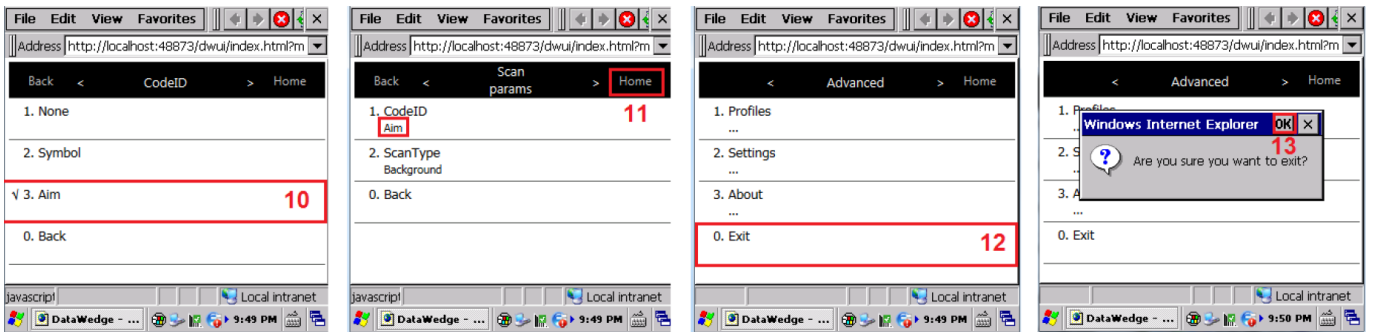 File Edit View Favorites
Address http://localhost:48873/dwui/index.html?m
Back < CodeID > Home
1. None
2. Symbol
√ 3. Aim
10
0. Back
javascript
Local intranet
DataWedge - ...
9:49 PM
File Edit View Favorites
Address http://localhost:48873/dwui/index.html?m
Back < Scan params > Home
11
1. CodeID
Aim
2. ScanType
Background
0. Back
javascript
Local intranet
DataWedge - ...
9:49 PM
File Edit View Favorites
Address http://localhost:48873/dwui/index.html?m
< Advanced > Home
1. Profiles
...
2. Settings
...
3. About
...
0. Exit
12
Local intranet
DataWedge - ...
9:49 PM
File Edit View Favorites
Address http://localhost:48873/dwui/index.html?m
< Advanced > Home
1. Profiles
Windows Internet Explorer OK
13
2. S
Are you sure you want to exit?
3. A
...
0. Exit
Local intranet
DataWedge - ...
9:50 PM